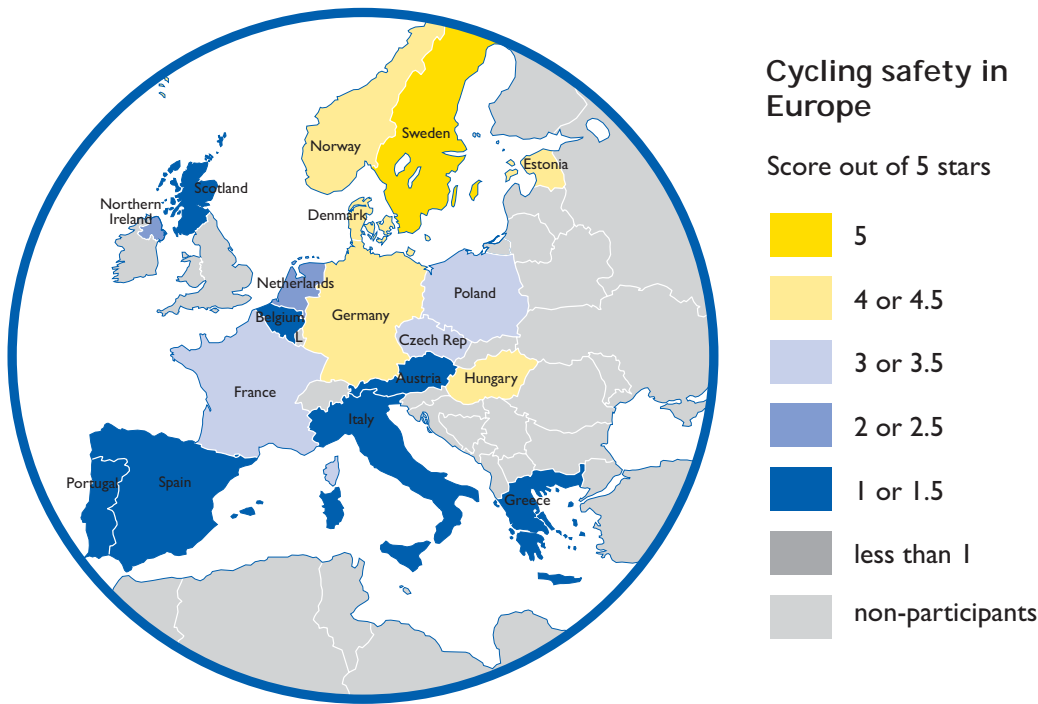 Cycling safety in
Europe
Score out of 5 stars
5
4 or 4.5
3 or 3.5
2 or 2.5
1 or 1.5
less than 1
non-participants
Sweden
Norway
Estonia
Scotland
Northern
Ireland
Denmark
Netherlands
Poland
Belgium
Germany
L
Czech Rep
Austria
Hungary
France
Italy
Portugal
Spain
Greece